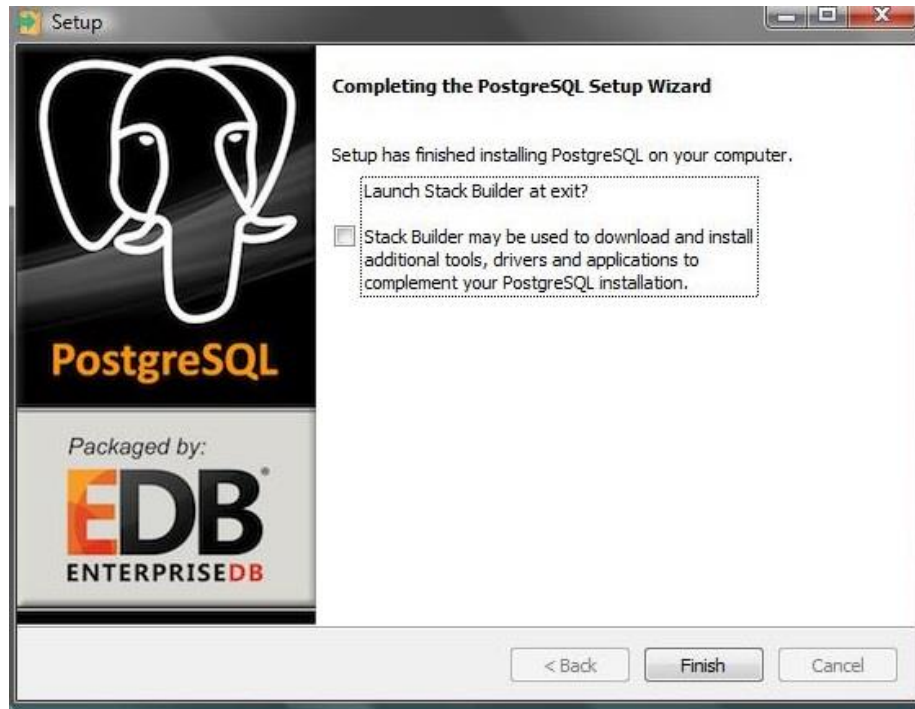 Setup
Completing the PostgreSQL Setup Wizard
Setup has finished installing PostgreSQL on your computer.
Launch Stack Builder at exit?
Stack Builder may be used to download and install
additional tools, drivers and applications to
complement your PostgreSQL installation.
PostgreSQL
Packaged by:
EDB®
ENTERPRISEDB
< Back
Finish
Cancel